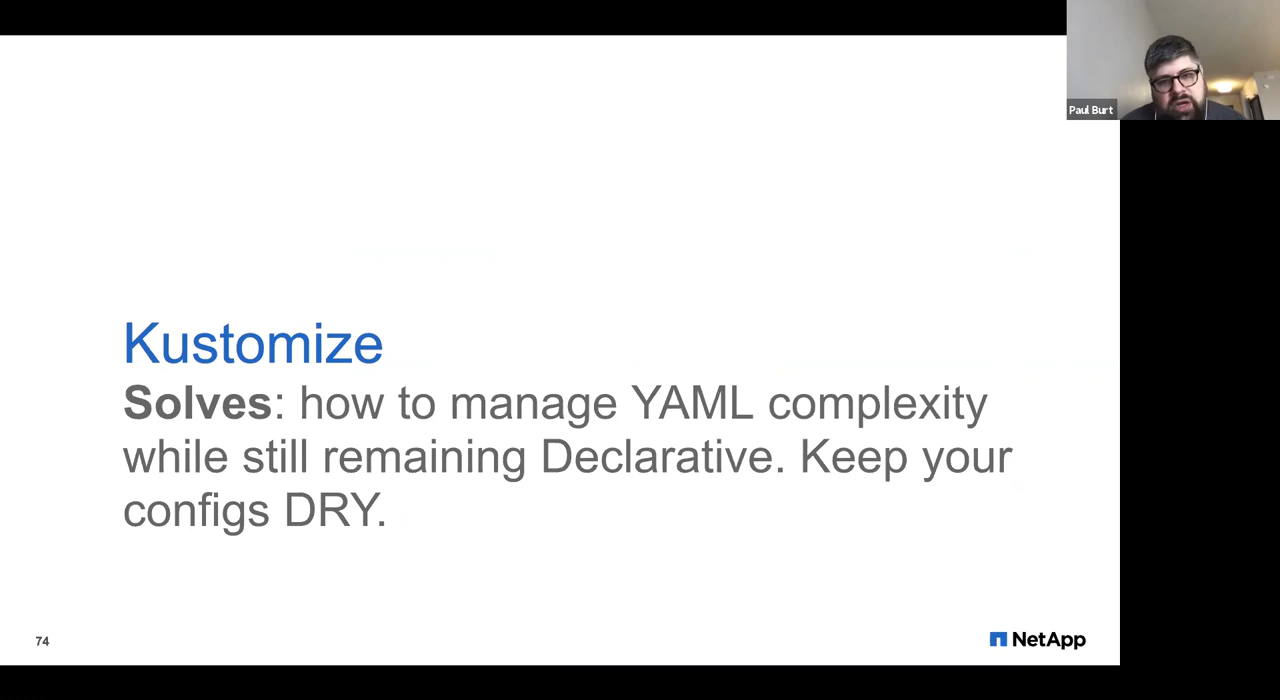 Paul Burt
Kustomize
Solves: how to manage YAML complexity
while still remaining Declarative. Keep your
configs DRY.
74
NetApp